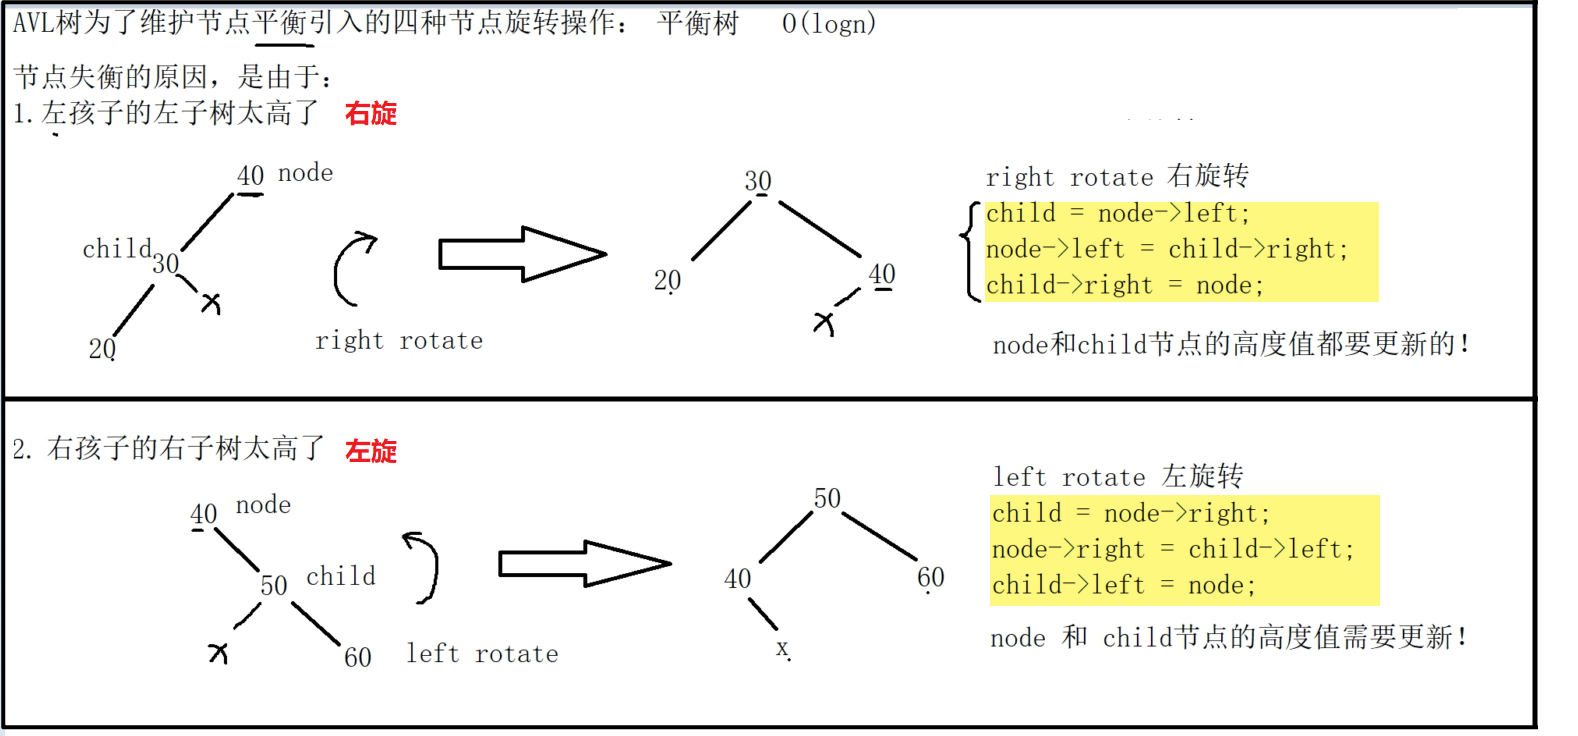 AVL树为了维护节点平衡引入的四种节点旋转操作： 平衡树 O(logn)
节点失衡的原因，是由于：
1.左孩子的左子树太高了 右旋
40 node
child 30
x
20
right rotate
30
20
40
x
right rotate 右旋转
child = node->left;
node->left = child->right;
child->right = node;
node和child节点的高度值都要更新的！
2. 右孩子的右子树太高了 左旋
40 node
50 child
x
60
left rotate
50
40
60
x
left rotate 左旋转
child = node->right;
node->right = child->left;
child->left = node;
node 和 child节点的高度值需要更新！